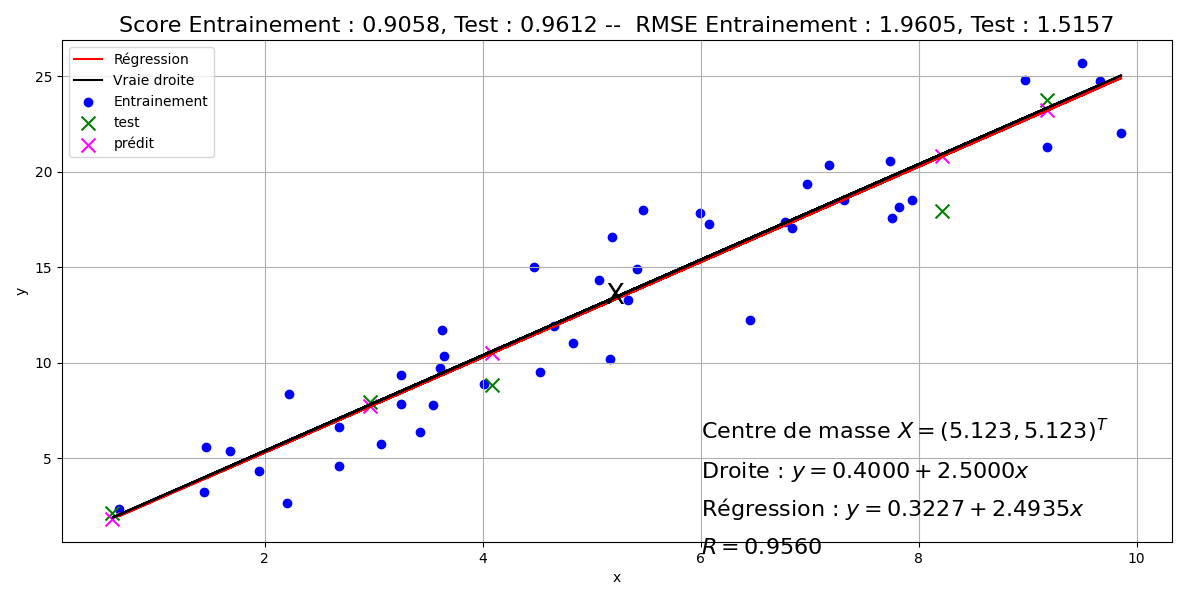 Score Entrainement : 0.9058, Test : 0.9612 --  RMSE Entrainement : 1.9605, Test : 1.5157
Régression
Vraie droite
Entrainement
test
prédit
25
20
15
10
5
y
X
Centre de masse X = (5.123, 5.123)^T
Droite : y = 0.4000 + 2.5000x
Régression : y = 0.3227 + 2.4935x
R = 0.9560
2
4
6
8
10
x